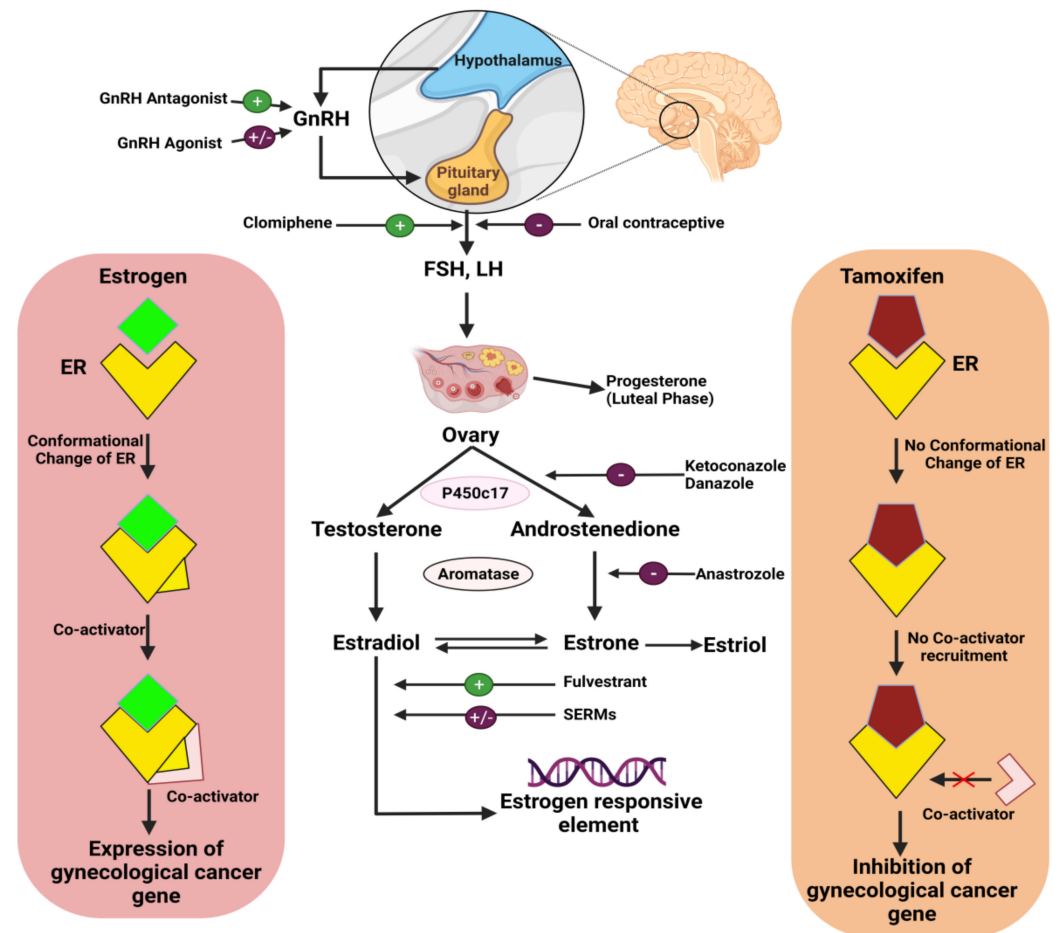 Hypothalamus
GnRH Antagonist
+
GnRH
GnRH Agonist
+/-
Pituitary
gland
Clomiphene
+
-
Oral contraceptive
FSH, LH
Estrogen
ER
Conformational
Change of ER
Co-activator
Co-activator
Expression of
gynecological cancer
gene
Progesterone
(Luteal Phase)
Ovary
Ketoconazole
Danazole
-
P450c17
Testosterone
Androstenedione
Aromatase
-
Anastrozole
Estradiol
Estrone
Estriol
+
Fulvestrant
+/-
SERMs
Estrogen responsive
element
Tamoxifen
ER
No Conformational
Change of ER
No Co-activator
recruitment
Co-activator
Inhibition of
gynecological cancer
gene